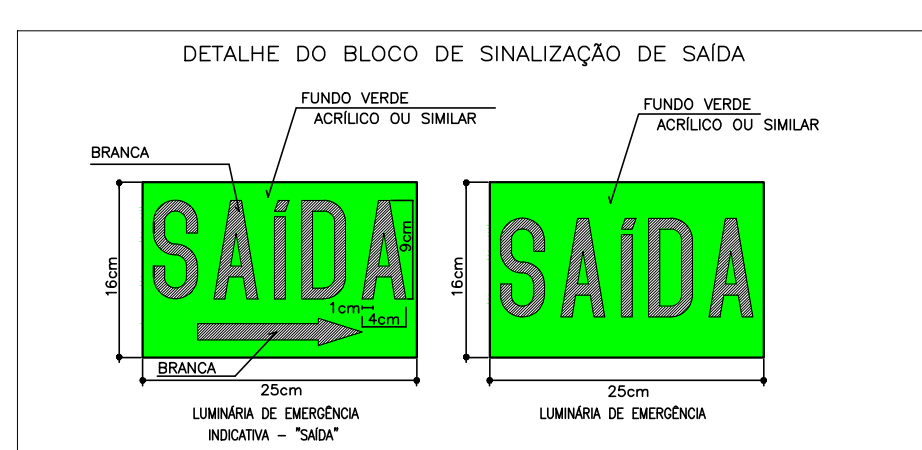 DETALHE DO BLOCO DE SINALIZAÇÃO DE SAÍDA
FUNDO VERDE
ACRÍLICO OU SIMILAR
BRANCA
SAÍDA
16cm
9cm
1cm
4cm
BRANCA
25cm
LUMINÁRIA DE EMERGÊNCIA
INDICATIVA – "SAÍDA"
FUNDO VERDE
ACRÍLICO OU SIMILAR
SAÍDA
16cm
25cm
LUMINÁRIA DE EMERGÊNCIA